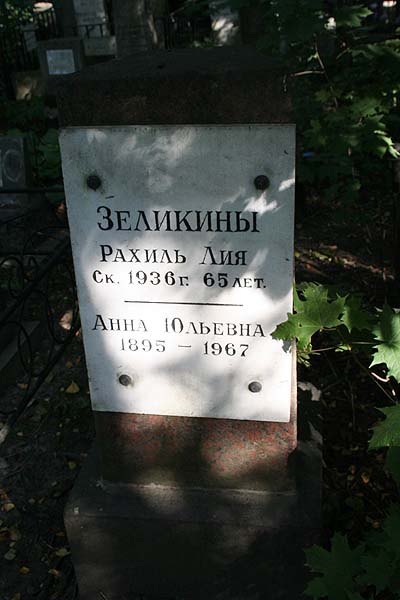 Зеликины
Рахиль Лия
Ск. 1936 г. 65 лет.
Анна Юльевна
1895 – 1967